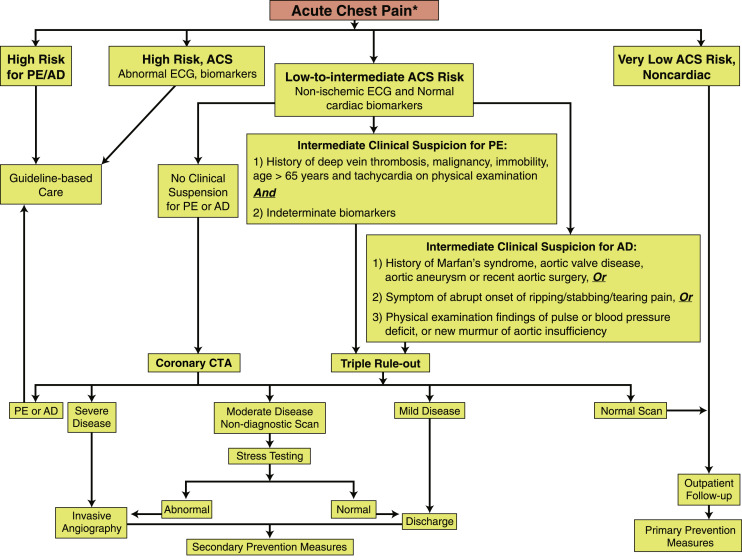 Acute Chest Pain*
High Risk
for PE/AD
High Risk, ACS
Abnormal ECG, biomarkers
Low-to-intermediate ACS Risk
Non-ischemic ECG and Normal
cardiac biomarkers
Very Low ACS Risk,
Noncardiac
Guideline-based
Care
No Clinical
Suspension
for PE or AD
Intermediate Clinical Suspicion for PE:
1) History of deep vein thrombosis, malignancy, immobility,
age > 65 years and tachycardia on physical examination
And
2) Indeterminate biomarkers
Intermediate Clinical Suspicion for AD:
1) History of Marfan's syndrome, aortic valve disease,
aortic aneurysm or recent aortic surgery, Or
2) Symptom of abrupt onset of ripping/stabbing/tearing pain, Or
3) Physical examination findings of pulse or blood pressure
deficit, or new murmur of aortic insufficiency
Coronary CTA
Triple Rule-out
PE or AD
Severe
Disease
Moderate Disease
Non-diagnostic Scan
Mild Disease
Normal Scan
Stress Testing
Abnormal
Normal
Invasive
Angiography
Discharge
Secondary Prevention Measures
Outpatient
Follow-up
Primary Prevention
Measures